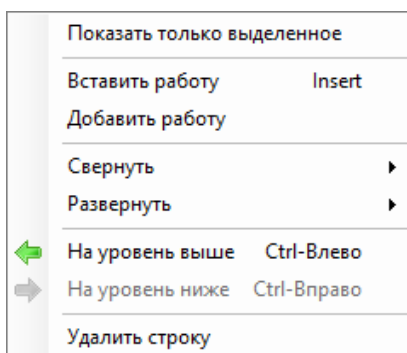 Показать только выделенное
Вставить работу Insert
Добавить работу
Свернуть
Развернуть
На уровень выше Ctrl-Влево
На уровень ниже Ctrl-Вправо
Удалить строку